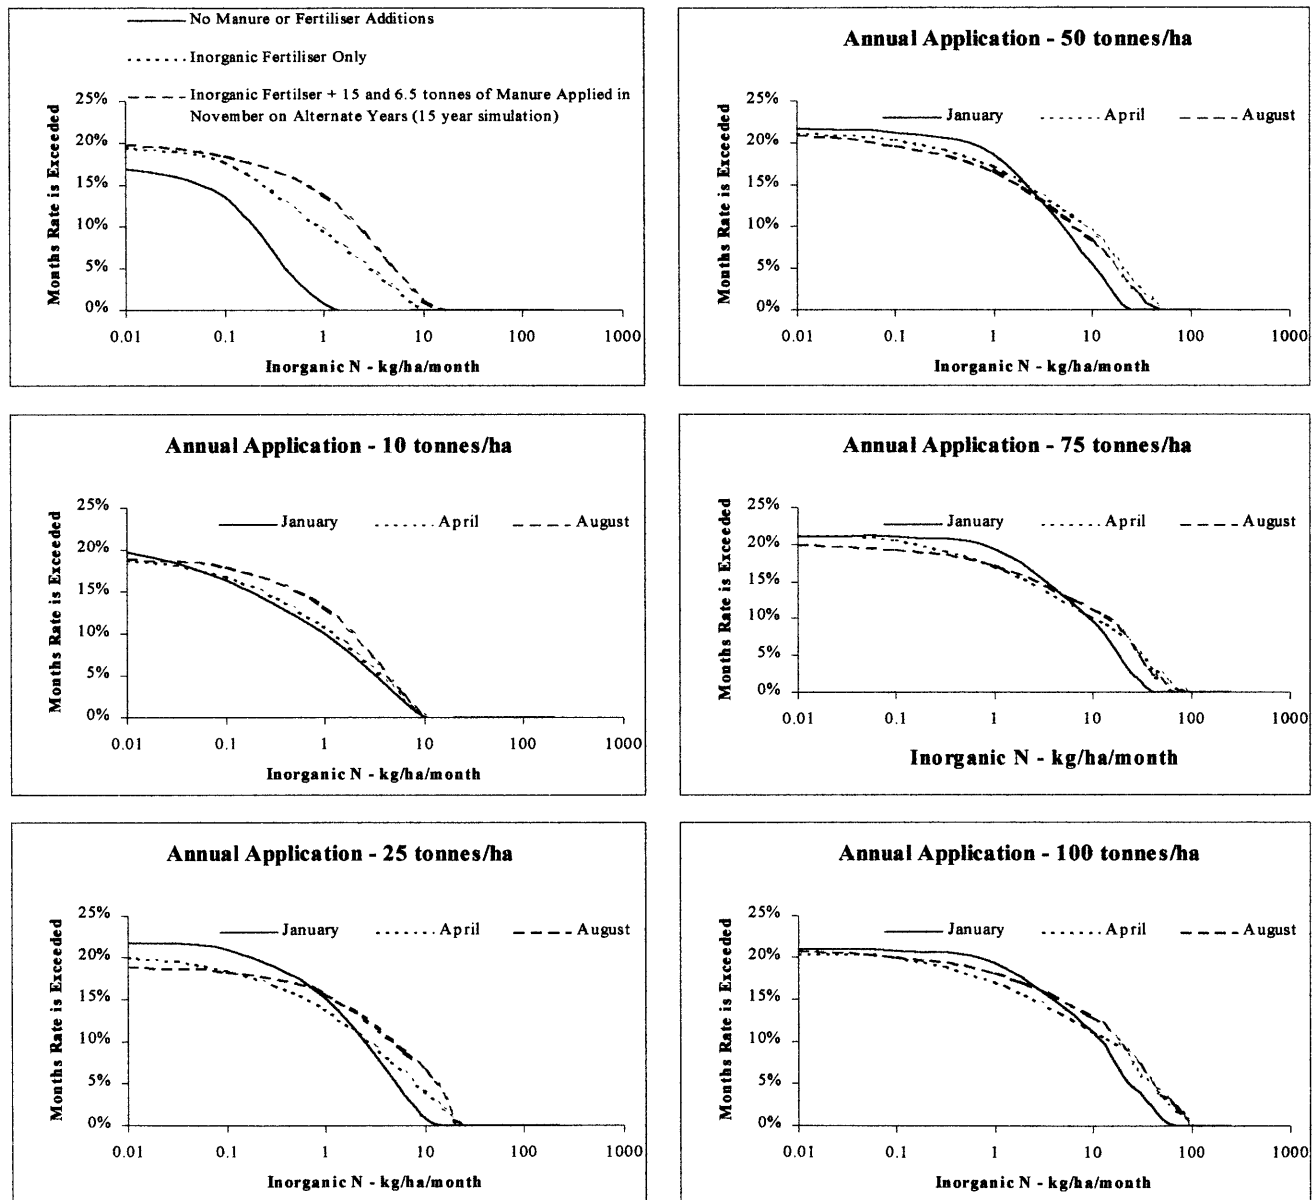 No Manure or Fertiliser Additions
Inorganic Fertiliser Only
Inorganic Fertilser + 15 and 6.5 tonnes of Manure Applied in
November on Alternate Years (15 year simulation)
Months Rate is Exceeded
25%
20%
15%
10%
5%
0%
0.01 0.1 1 10 100 1000
Inorganic N - kg/ha/month
Annual Application - 50 tonnes/ha
January April August
Months Rate is Exceeded
25%
20%
15%
10%
5%
0%
0.01 0.1 1 10 100 1000
Inorganic N - kg/ha/month
Annual Application - 10 tonnes/ha
January April August
Months Rate is Exceeded
25%
20%
15%
10%
5%
0%
0.01 0.1 1 10 100 1000
Inorganic N - kg/ha/month
Annual Application - 75 tonnes/ha
January April August
Months Rate is Exceeded
25%
20%
15%
10%
5%
0%
0.01 0.1 1 10 100 1000
Inorganic N - kg/ha/month
Annual Application - 25 tonnes/ha
January April August
Months Rate is Exceeded
25%
20%
15%
10%
5%
0%
0.01 0.1 1 10 100 1000
Inorganic N - kg/ha/month
Annual Application - 100 tonnes/ha
January April August
Months Rate is Exceeded
25%
20%
15%
10%
5%
0%
0.01 0.1 1 10 100 1000
Inorganic N - kg/ha/month